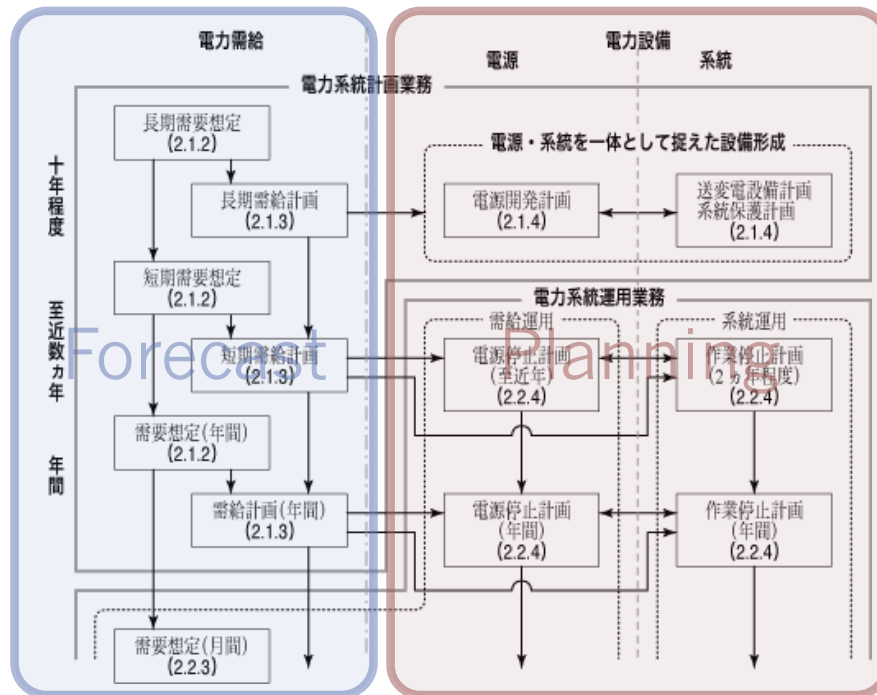 電力需給
電力設備
電源
系統
電力系統計画業務
十年程度
至近数ヵ年
年間
長期需要想定
(2.1.2)
長期需給計画
(2.1.3)
電源・系統を一体として捉えた設備形成
電源開発計画
(2.1.4)
送変電設備計画
系統保護計画
(2.1.4)
短期需要想定
(2.1.2)
電力系統運用業務
需給運用
系統運用
Forecast
Planning
短期需給計画
(2.1.3)
電源停止計画
(至近年)
(2.2.4)
作業停止計画
(2ヵ年程度)
(2.2.4)
需要想定(年間)
(2.1.2)
需給計画(年間)
(2.1.3)
電源停止計画
(年間)
(2.2.4)
作業停止計画
(年間)
(2.2.4)
需要想定(月間)
(2.2.3)